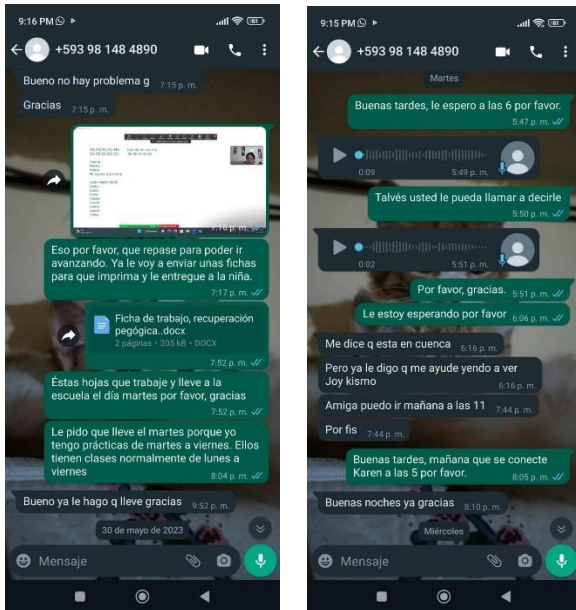 9:16 PM
61
+593 98 148 4890
Bueno no hay problema g 7:15 p. m.
Gracias 7:15 p. m.
7:16 p. m.
Eso por favor, que repase para poder ir
avanzando. Ya le voy a enviar unas fichas
para que imprima y le entregue a la niña.
7:17 p. m.
Ficha de trabajo, recuperación
pegógica..docx
2 páginas • 305 kB • DOCX
7:52 p. m.
Éstas hojas que trabaje y lleve a la
escuela el día martes por favor, gracias
7:52 p. m.
Le pido que lleve el martes porque yo
tengo prácticas de martes a viernes. Ellos
tienen clases normalmente de lunes a
viernes
8:04 p. m.
Bueno ya le hago q lleve gracias 9:52 p. m.
30 de mayo de 2023
Mensaje
9:15 PM
61
+593 98 148 4890
Martes
Buenas tardes, le espero a las 6 por favor.
5:47 p. m.
0:09 5:49 p. m.
Talvés usted le pueda llamar a decirle
5:50 p. m.
0:02 5:51 p. m.
Por favor, gracias. 5:51 p. m.
Le estoy esperando por favor 6:06 p. m.
Me dice q esta en cuenca 6:16 p. m.
Pero ya le digo q me ayude yendo a ver
Joy kismo
6:16 p. m.
Amiga puedo ir mañana a las 11 7:44 p. m.
Por fis 7:44 p. m.
Buenas tardes, mañana que se conecte
Karen a las 5 por favor.
8:05 p. m.
Buenas noches ya gracias 8:10 p. m.
Miércoles
Mensaje